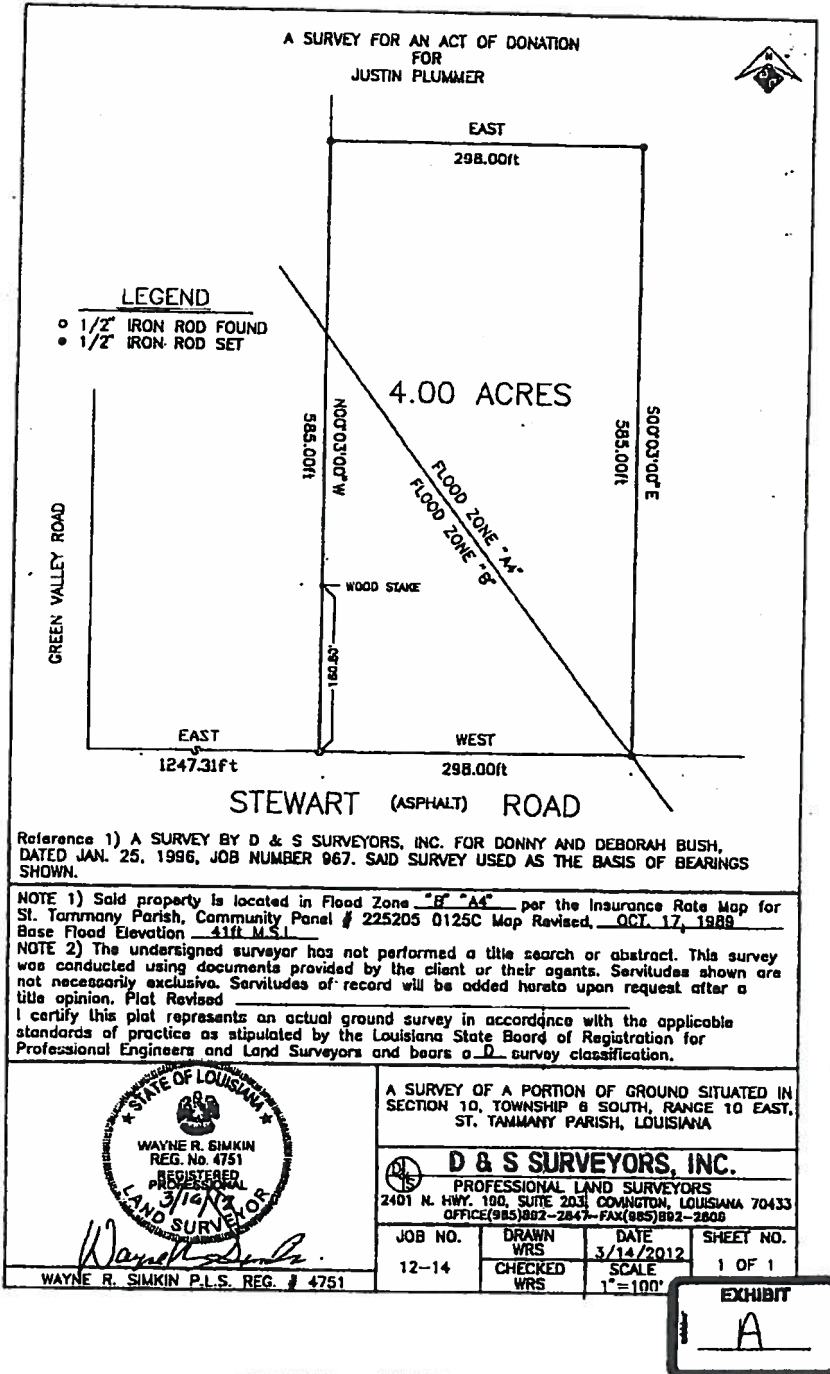 A SURVEY FOR AN ACT OF DONATION
FOR
JUSTIN PLUMMER
N
EAST
298.00ft
LEGEND
1/2" IRON ROD FOUND
1/2" IRON ROD SET
4.00 ACRES
N00°03'00"W
585.00ft
S00°03'00"E
585.00ft
FLOOD ZONE "A4"
FLOOD ZONE "B"
GREEN VALLEY ROAD
WOOD STAKE
160.60'
EAST
1247.31ft
WEST
298.00ft
STEWART (ASPHALT) ROAD
Reference 1) A SURVEY BY D & S SURVEYORS, INC. FOR DONNY AND DEBORAH BUSH,
DATED JAN. 25, 1996, JOB NUMBER 967. SAID SURVEY USED AS THE BASIS OF BEARINGS
SHOWN.
NOTE 1) Said property is located in Flood Zone "B" "A4" per the Insurance Rate Map for
St. Tammany Parish, Community Panel # 225205 0125C Map Revised, OCT. 17, 1989
Base Flood Elevation 41ft M.S.L.
NOTE 2) The undersigned surveyor has not performed a title search or abstract. This survey
was conducted using documents provided by the client or their agents. Servitudes shown are
not necessarily exclusive. Servitudes of record will be added hereto upon request after a
title opinion. Plat Revised
I certify this plat represents an actual ground survey in accordance with the applicable
standards of practice as stipulated by the Louisiana State Board of Registration for
Professional Engineers and Land Surveyors and bears a D survey classification.
STATE OF LOUISIANA
WAYNE R. SIMKIN
REG. No. 4751
REGISTERED
PROFESSIONAL
LAND SURVEYOR
WAYNE R. SIMKIN P.L.S. REG. # 4751
A SURVEY OF A PORTION OF GROUND SITUATED IN
SECTION 10, TOWNSHIP 6 SOUTH, RANGE 10 EAST,
ST. TAMMANY PARISH, LOUISIANA
D & S SURVEYORS, INC.
PROFESSIONAL LAND SURVEYORS
2401 N. HWY. 190, SUITE 203, COVINGTON, LOUISIANA 70433
OFFICE(985)892-2847-FAX(985)892-2806
JOB NO.
12-14
DRAWN
WRS
CHECKED
WRS
DATE
3/14/2012
SCALE
1"=100'
SHEET NO.
1 OF 1
EXHIBIT
A